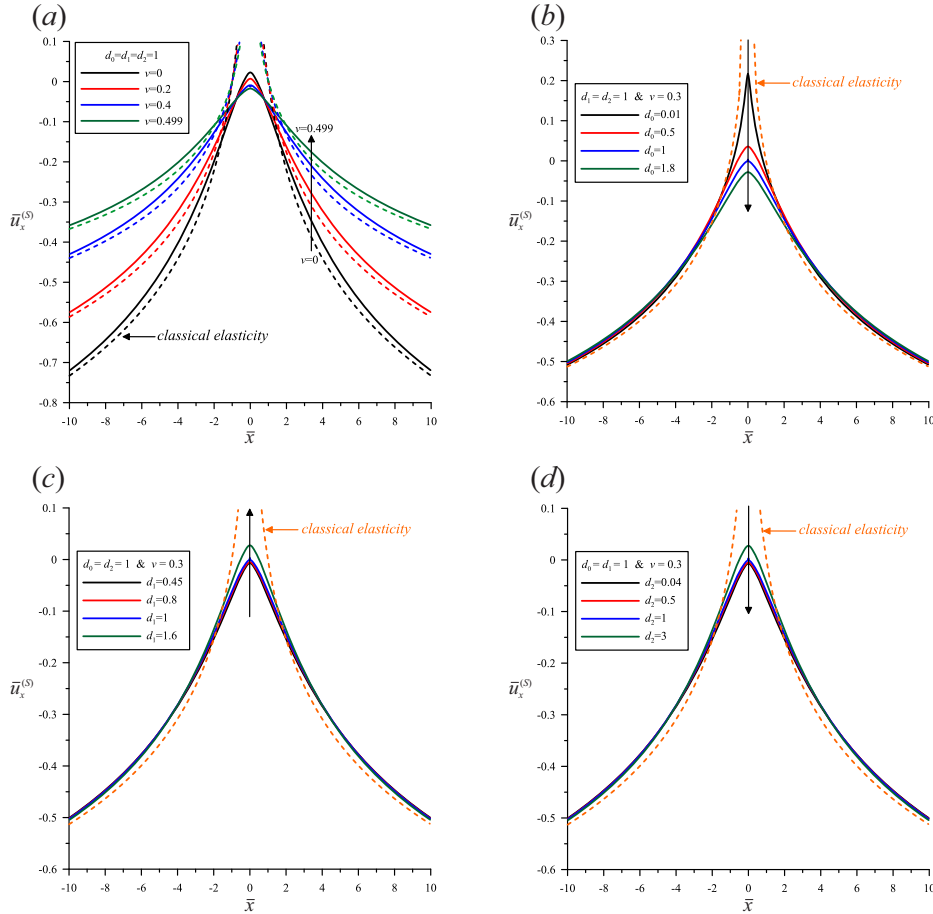 (a)
0.1
0
-0.1
-0.2
-0.3
-0.4
-0.5
-0.6
-0.7
-0.8
d₀=d₁=d₂=1
v=0
v=0.2
v=0.4
v=0.499
v=0.499
v=0
classical elasticity
ū_x^(S)
-10 -8 -6 -4 -2 0 2 4 6 8 10
x̄
(b)
0.3
0.2
0.1
0
-0.1
-0.2
-0.3
-0.4
-0.5
-0.6
classical elasticity
d₁ = d₂ = 1 & v = 0.3
d₀=0.01
d₀=0.5
d₀=1
d₀=1.8
ū_x^(S)
-10 -8 -6 -4 -2 0 2 4 6 8 10
x̄
(c)
0.1
0
-0.1
-0.2
-0.3
-0.4
-0.5
-0.6
classical elasticity
d₀ = d₂ = 1 & v = 0.3
d₁=0.45
d₁=0.8
d₁=1
d₁=1.6
ū_x^(S)
-10 -8 -6 -4 -2 0 2 4 6 8 10
x̄
(d)
0.1
0
-0.1
-0.2
-0.3
-0.4
-0.5
-0.6
classical elasticity
d₀ = d₁ = 1 & v = 0.3
d₂=0.04
d₂=0.5
d₂=1
d₂=3
ū_x^(S)
-10 -8 -6 -4 -2 0 2 4 6 8 10
x̄